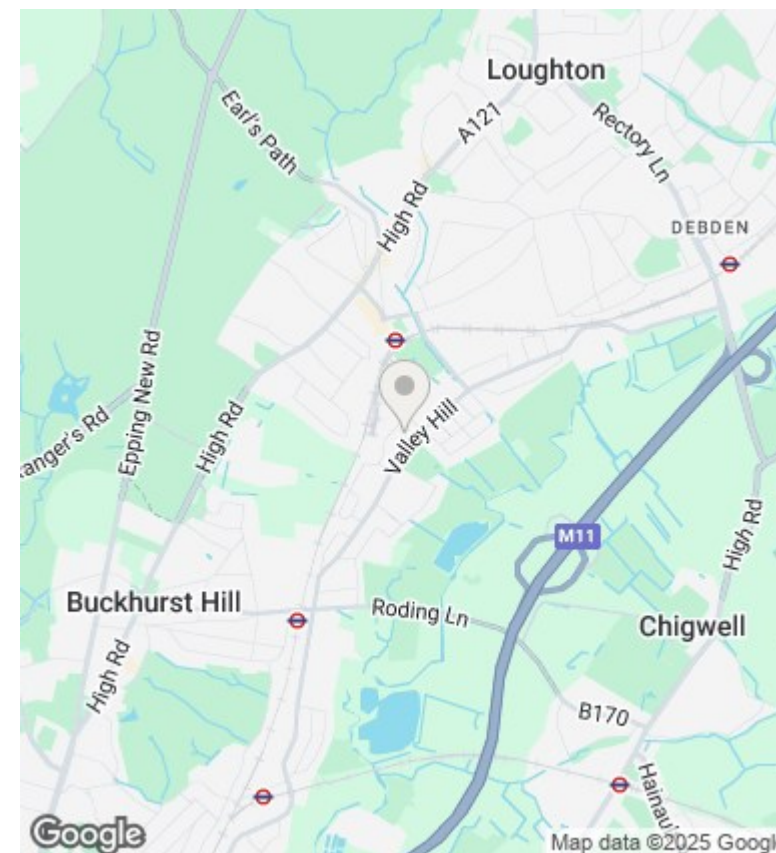 Loughton
Earl's Path
A121
Rectory Ln
High Rd
DEBDEN
Epping New Rd
anger's Rd
High Rd
Valley Hill
High Rd
M11
Buckhurst Hill
Roding Ln
Chigwell
High Rd
B170
Hainau
Google
Map data ©2025 Googl